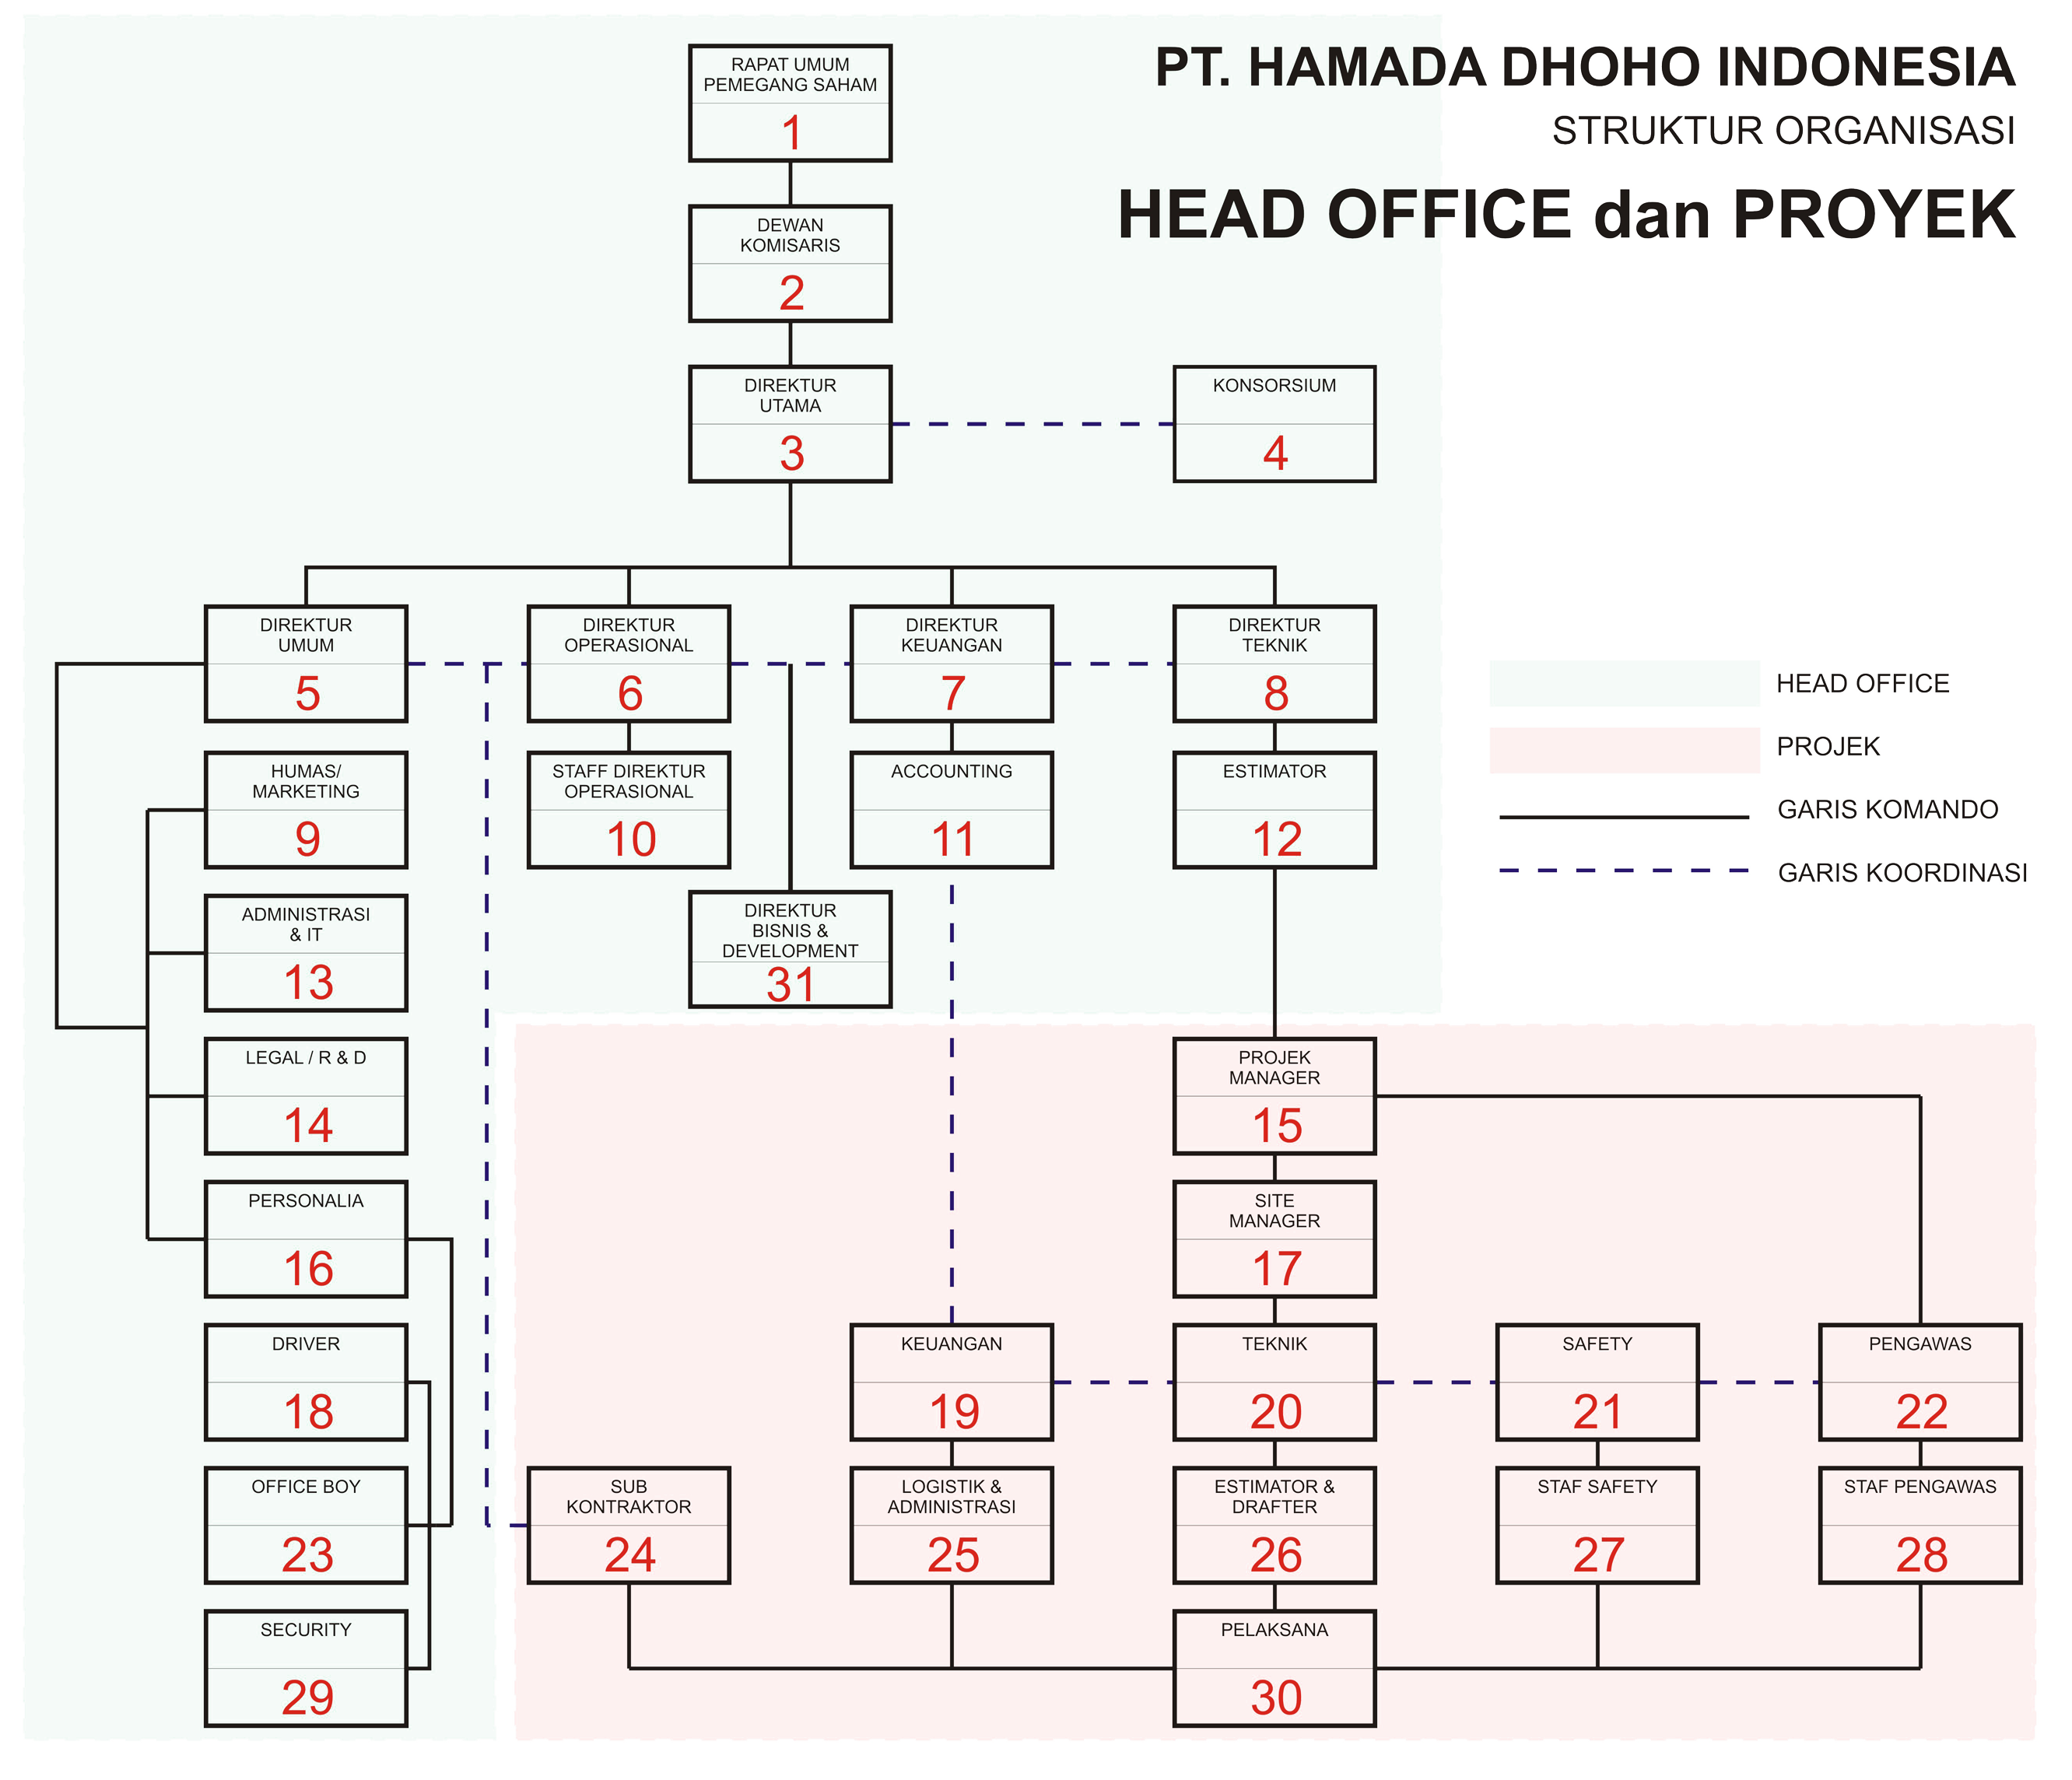 PT. HAMADA DHOHO INDONESIA
STRUKTUR ORGANISASI
HEAD OFFICE dan PROYEK
RAPAT UMUM
PEMEGANG SAHAM
1
DEWAN
KOMISARIS
2
DIREKTUR
UTAMA
3
KONSORSIUM
4
DIREKTUR
UMUM
5
DIREKTUR
OPERASIONAL
6
DIREKTUR
KEUANGAN
7
DIREKTUR
TEKNIK
8
HEAD OFFICE
PROJEK
GARIS KOMANDO
GARIS KOORDINASI
HUMAS/
MARKETING
9
STAFF DIREKTUR
OPERASIONAL
10
ACCOUNTING
11
ESTIMATOR
12
ADMINISTRASI
& IT
13
DIREKTUR
BISNIS &
DEVELOPMENT
31
LEGAL / R & D
14
PROJEK
MANAGER
15
PERSONALIA
16
SITE
MANAGER
17
DRIVER
18
KEUANGAN
19
TEKNIK
20
SAFETY
21
PENGAWAS
22
OFFICE BOY
23
SUB
KONTRAKTOR
24
LOGISTIK &
ADMINISTRASI
25
ESTIMATOR &
DRAFTER
26
STAF SAFETY
27
STAF PENGAWAS
28
SECURITY
29
PELAKSANA
30